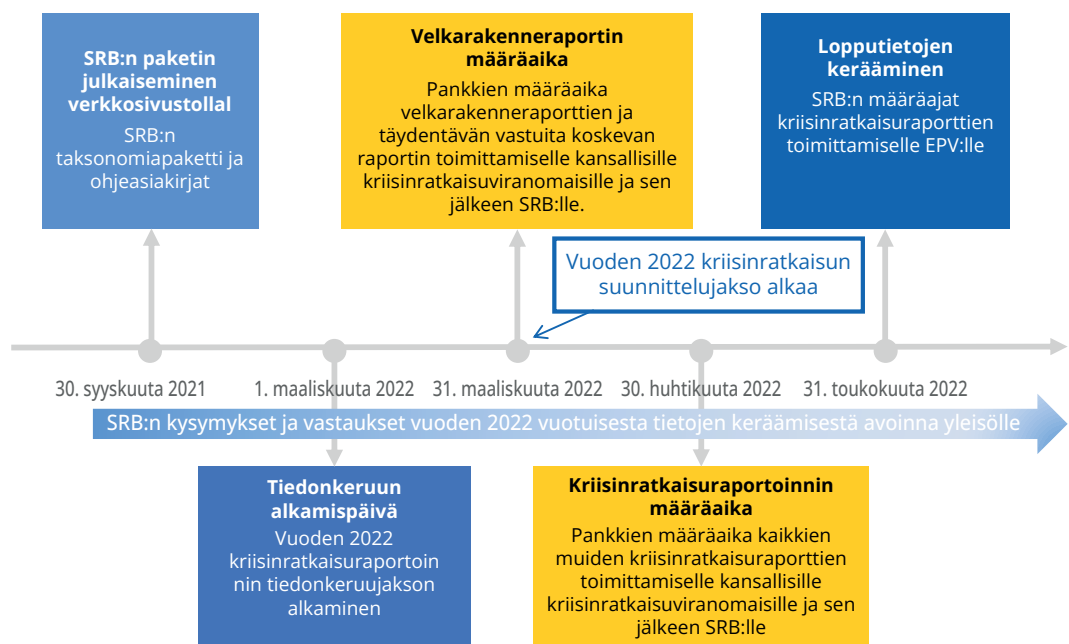 SRB:n paketin
julkaiseminen
verkkosivustollal
SRB:n
taksonomiapaketti ja
ohjeasiakirjat
Velkarakenneraportin
määräaika
Pankkien määräaika
velkarakenneraporttien ja
täydentävän vastuita koskevan
raportin toimittamiselle kansallisille
kriisinratkaisuviranomaisille ja sen
jälkeen SRB:lle.
Lopputietojen
kerääminen
SRB:n määräajat
kriisinratkaisuraporttien
toimittamiselle EPV:lle
Vuoden 2022 kriisinratkaisun
suunnittelujakso alkaa
30. syyskuuta 2021
1. maaliskuuta 2022
31. maaliskuuta 2022
30. huhtikuuta 2022
31. toukokuuta 2022
SRB:n kysymykset ja vastaukset vuoden 2022 vuotuisesta tietojen keräämisestä avoinna yleisölle
Tiedonkeruun
alkamispäivä
Vuoden 2022
kriisinratkaisuraportoin
nin tiedonkeruujakson
alkaminen
Kriisinratkaisuraportoinnin
määräaika
Pankkien määräaika kaikkien
muiden kriisinratkaisuraporttien
toimittamiselle kansallisille
kriisinratkaisuviranomaisille ja sen
jälkeen SRB:lle